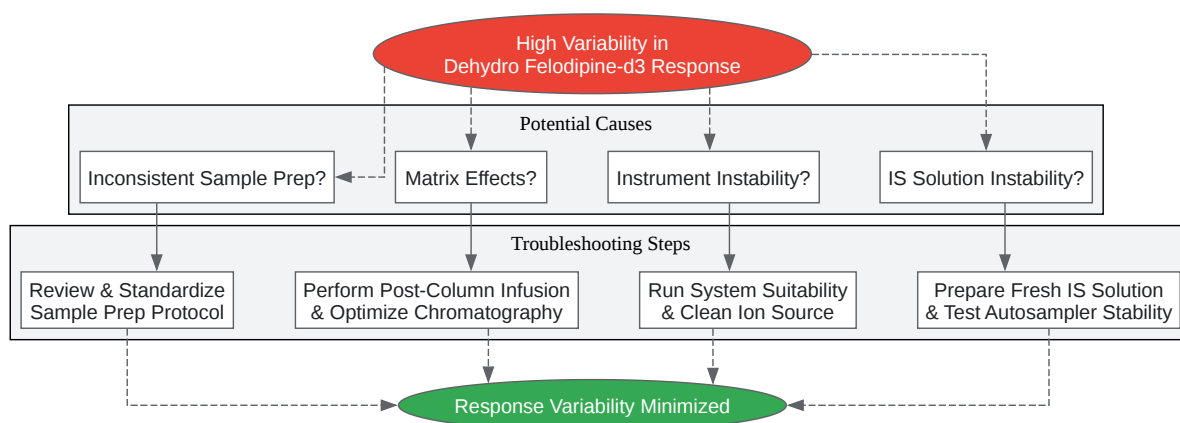 High Variability in
Dehydro Felodipine-d3 Response
Potential Causes
Inconsistent Sample Prep?
Matrix Effects?
Instrument Instability?
IS Solution Instability?
Troubleshooting Steps
Review & Standardize
Sample Prep Protocol
Perform Post-Column Infusion
& Optimize Chromatography
Run System Suitability
& Clean Ion Source
Prepare Fresh IS Solution
& Test Autosampler Stability
Response Variability Minimized